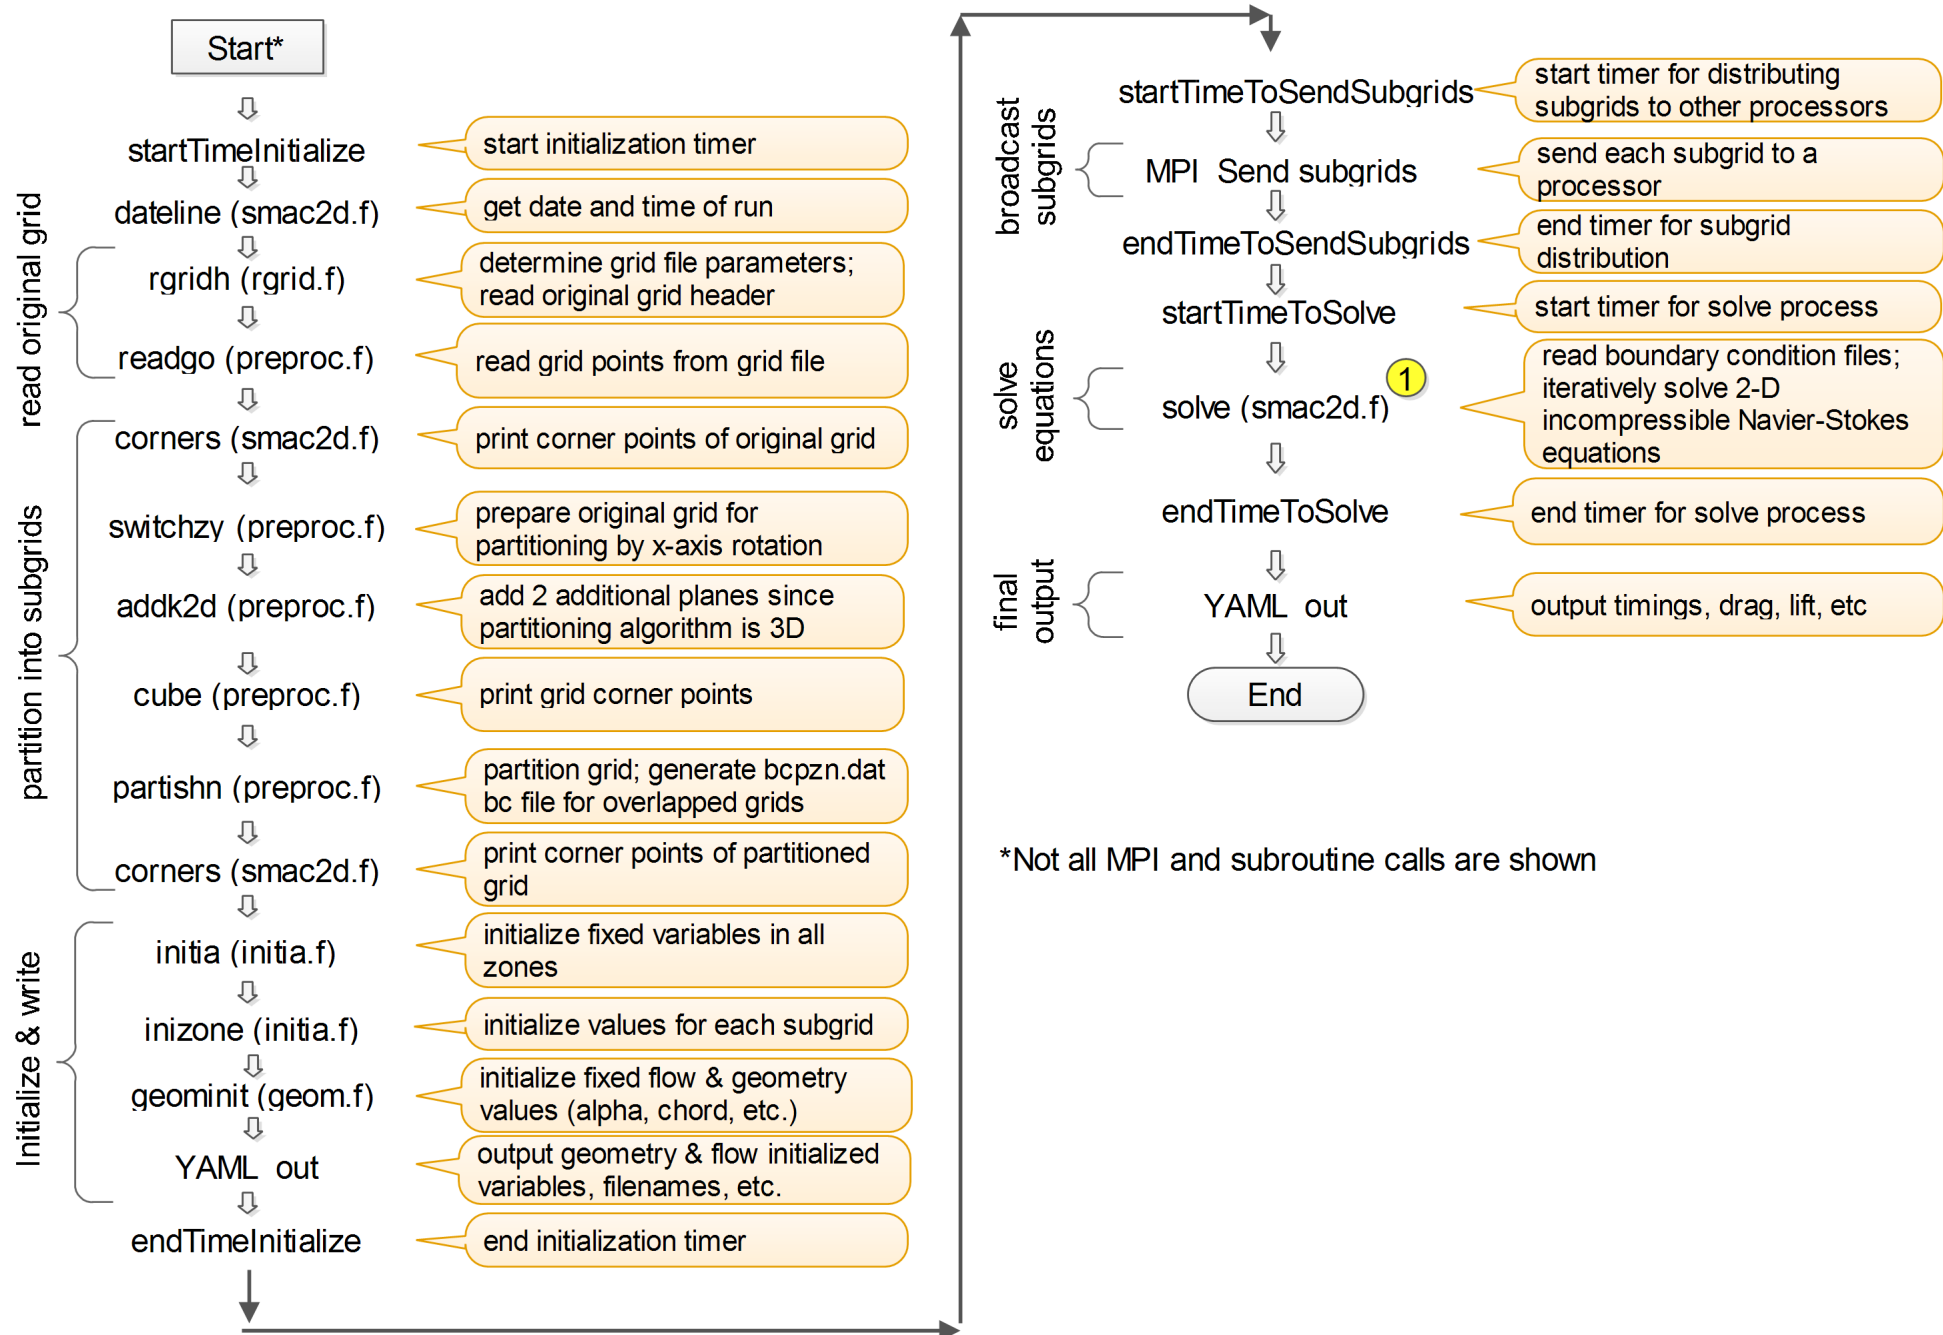 Start*
startTimeInitialize
start initialization timer
dateline (smac2d.f)
get date and time of run
read original grid
rgridh (rgrid.f)
determine grid file parameters;
read original grid header
readgo (preproc.f)
read grid points from grid file
partition into subgrids
corners (smac2d.f)
print corner points of original grid
switchzy (preproc.f)
prepare original grid for
partitioning by x-axis rotation
addk2d (preproc.f)
add 2 additional planes since
partitioning algorithm is 3D
cube (preproc.f)
print grid corner points
partishn (preproc.f)
partition grid; generate bcpzn.dat
bc file for overlapped grids
corners (smac2d.f)
print corner points of partitioned
grid
Initialize & write
initia (initia.f)
initialize fixed variables in all
zones
inizone (initia.f)
initialize values for each subgrid
geominit (geom.f)
initialize fixed flow & geometry
values (alpha, chord, etc.)
YAML out
output geometry & flow initialized
variables, filenames, etc.
endTimeInitialize
end initialization timer
startTimeToSendSubgrids
start timer for distributing
subgrids to other processors
broadcast
subgrids
MPI Send subgrids
send each subgrid to a
processor
endTimeToSendSubgrids
end timer for subgrid
distribution
startTimeToSolve
start timer for solve process
solve
equations
solve (smac2d.f)
1
read boundary condition files;
iteratively solve 2-D
incompressible Navier-Stokes
equations
endTimeToSolve
end timer for solve process
final
output
YAML out
output timings, drag, lift, etc
End
*Not all MPI and subroutine calls are shown